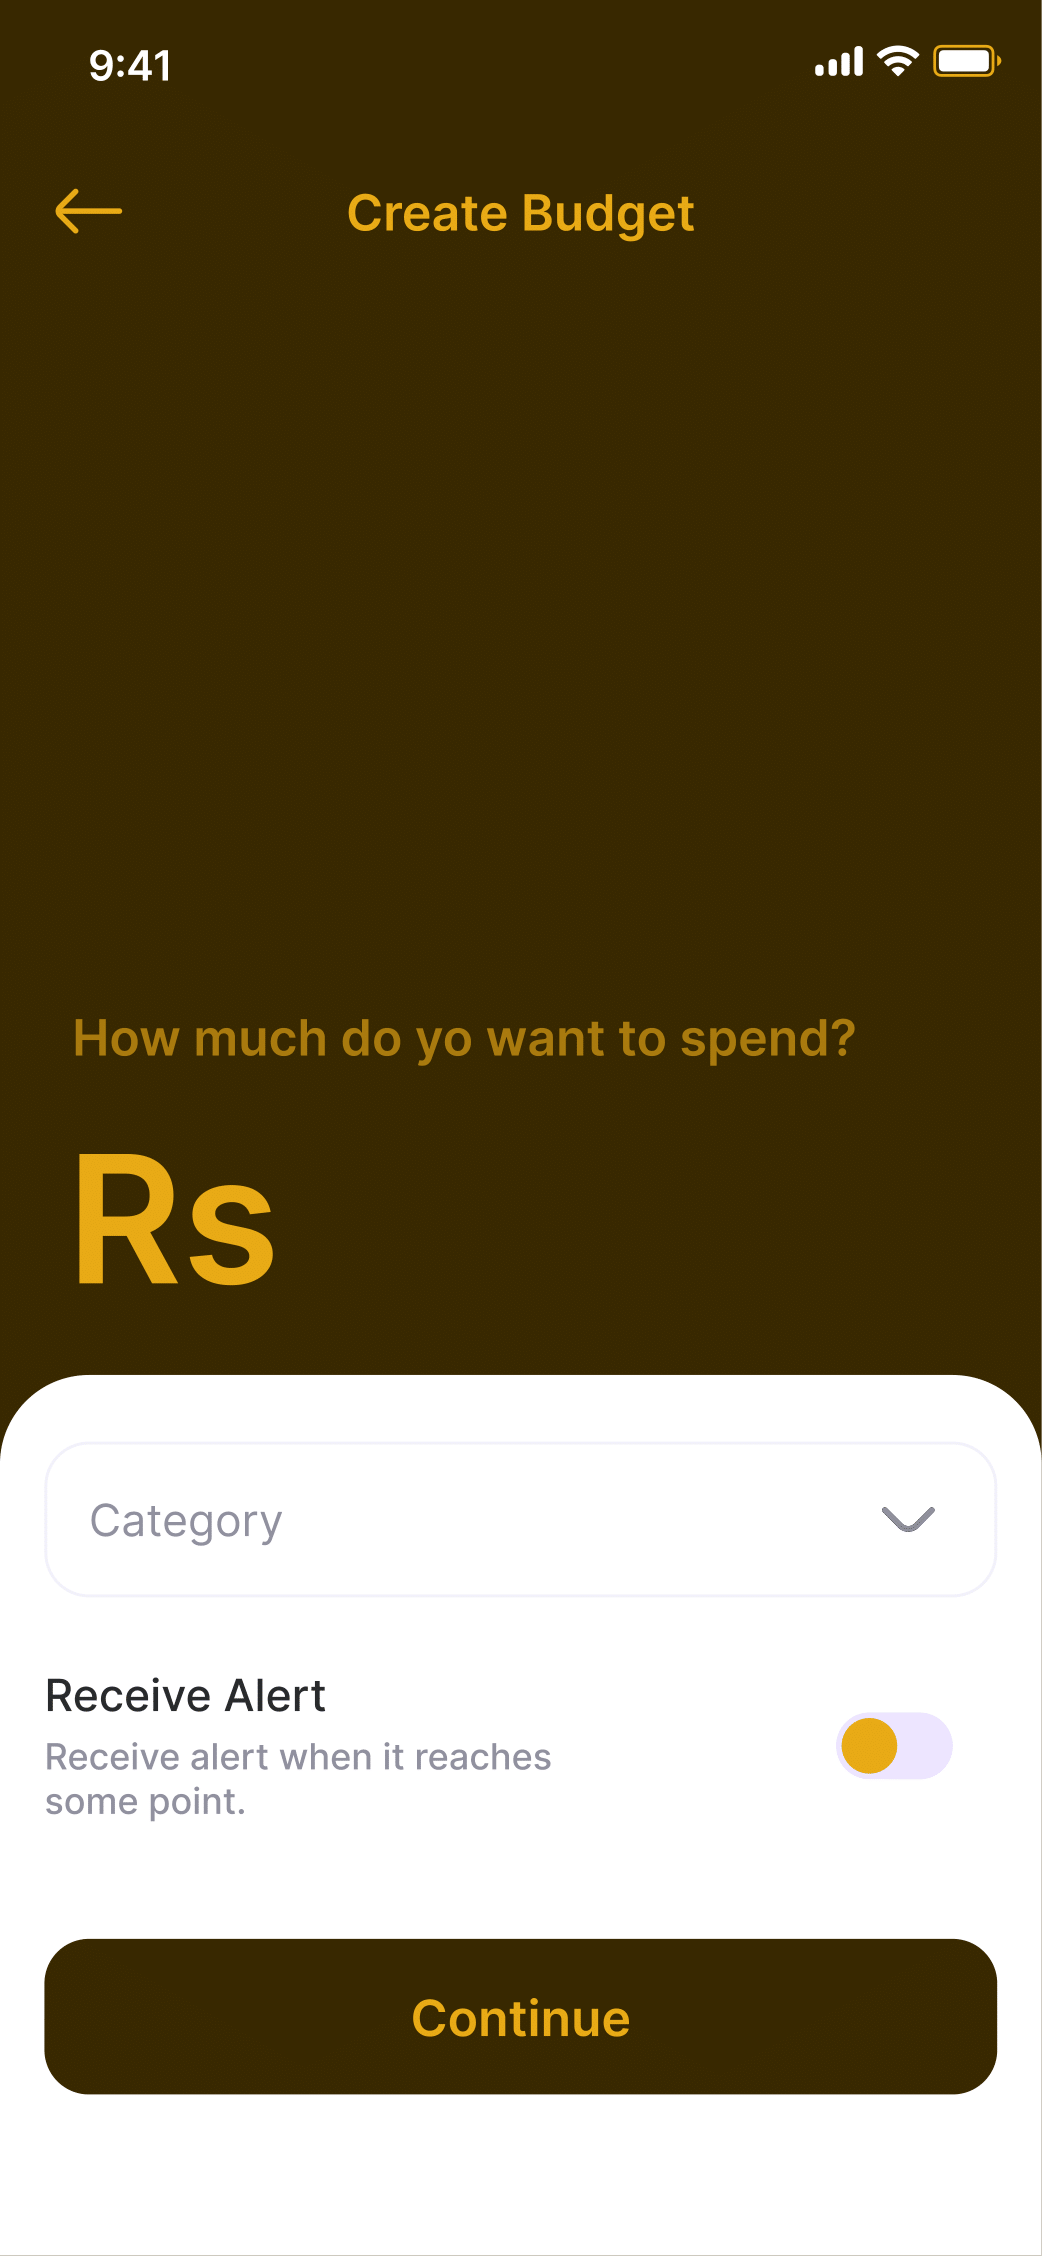 9:41
Create Budget
How much do yo want to spend?
Rs
Category
Receive Alert
Receive alert when it reaches
some point.
Continue